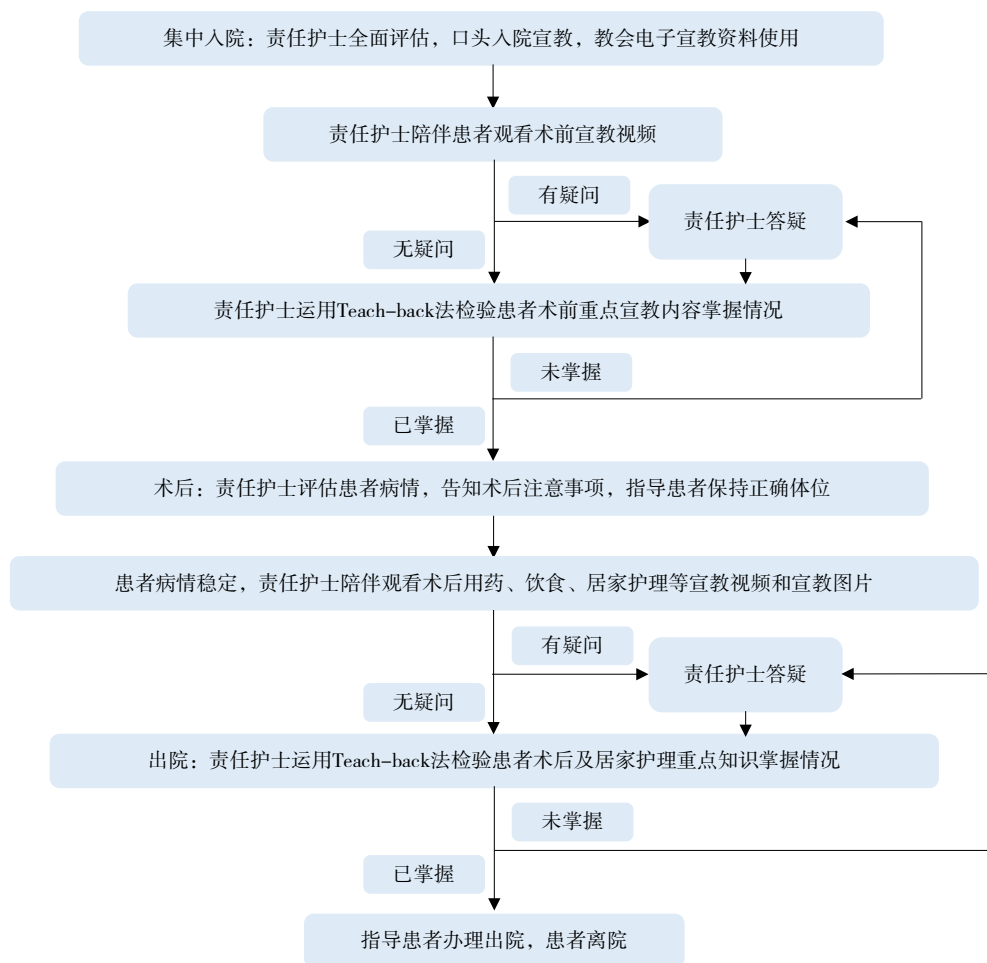 集中入院：责任护士全面评估，口头入院宣教，教会电子宣教资料使用
责任护士陪伴患者观看术前宣教视频
有疑问
责任护士答疑
无疑问
责任护士运用Teach-back法检验患者术前重点宣教内容掌握情况
未掌握
已掌握
术后：责任护士评估患者病情，告知术后注意事项，指导患者保持正确体位
患者病情稳定，责任护士陪伴观看术后用药、饮食、居家护理等宣教视频和宣教图片
有疑问
责任护士答疑
无疑问
出院：责任护士运用Teach-back法检验患者术后及居家护理重点知识掌握情况
未掌握
已掌握
指导患者办理出院，患者离院